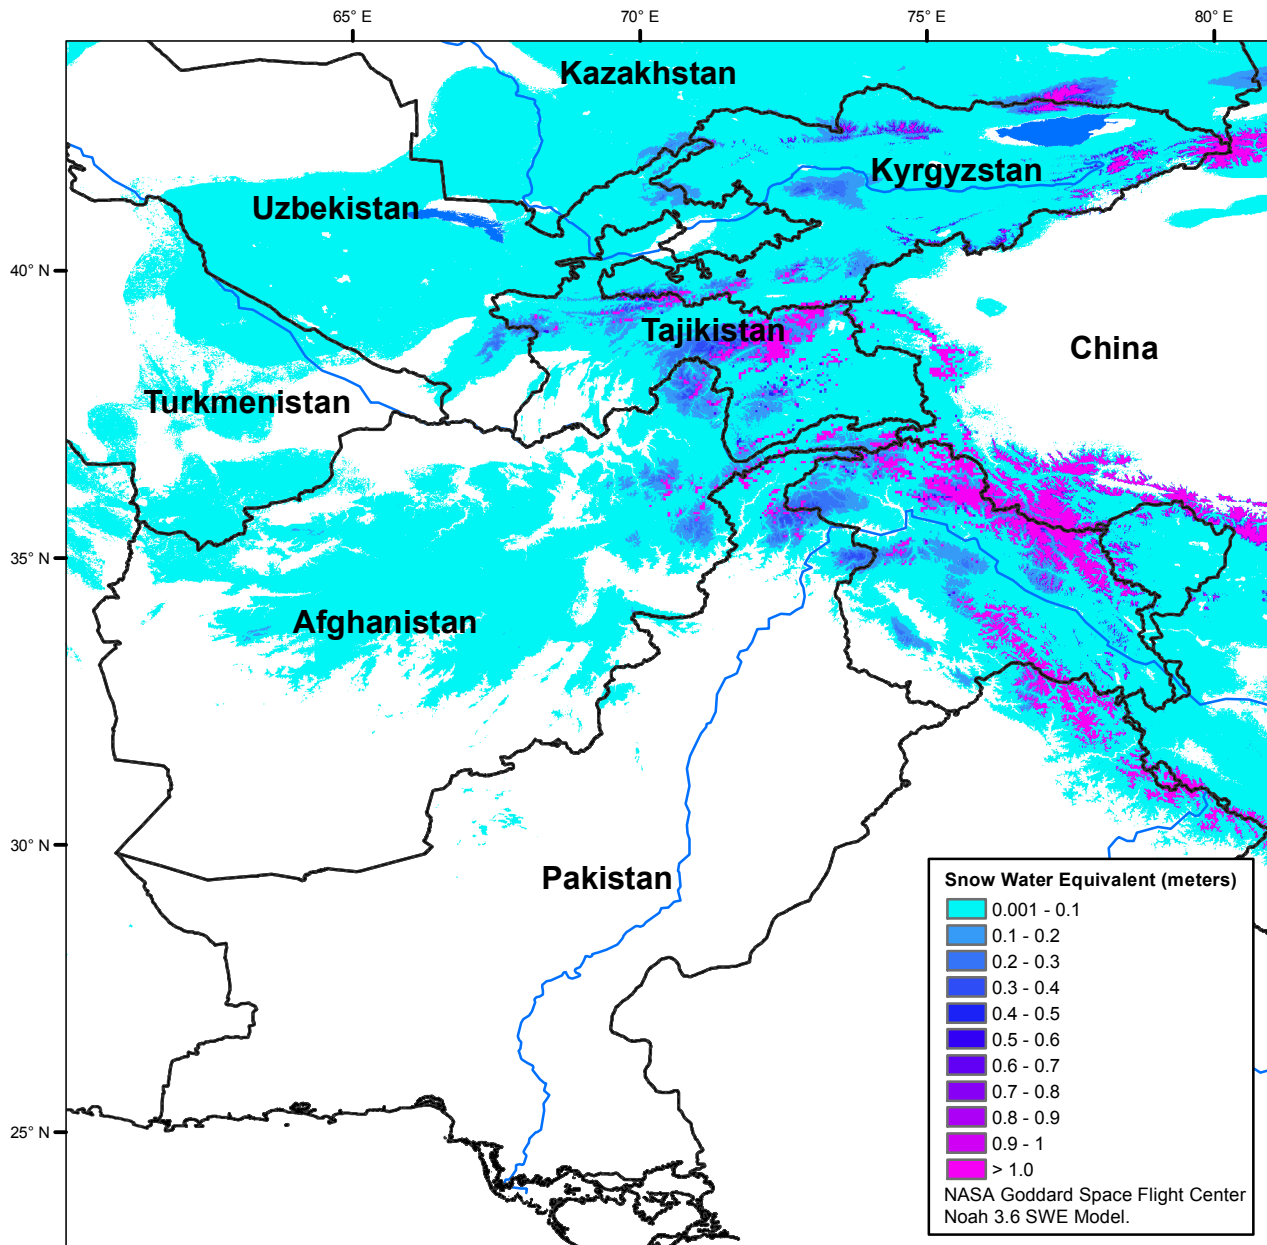 65° E
70° E
75° E
80° E
Kazakhstan
Kyrgyzstan
Uzbekistan
40° N
Tajikistan
China
Turkmenistan
35° N
Afghanistan
30° N
Pakistan
25° N
Snow Water Equivalent (meters)
0.001 - 0.1
0.1 - 0.2
0.2 - 0.3
0.3 - 0.4
0.4 - 0.5
0.5 - 0.6
0.6 - 0.7
0.7 - 0.8
0.8 - 0.9
0.9 - 1
> 1.0
NASA Goddard Space Flight Center
Noah 3.6 SWE Model.